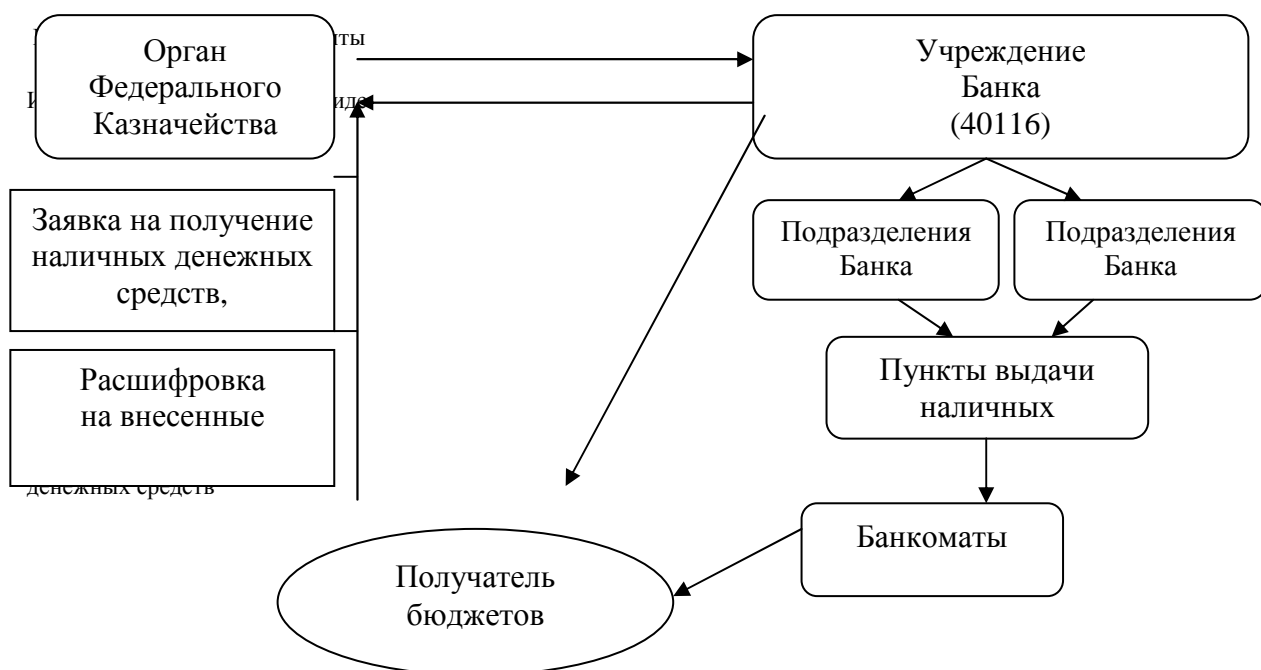 Орган
Федерального
Казначейства
Учреждение
Банка
(40116)
Заявка на получение
наличных денежных
средств,
Подразделения
Банка
Подразделения
Банка
Расшифровка
на внесенные
денежных средств
Пункты выдачи
наличных
Банкоматы
Получатель
бюджетов